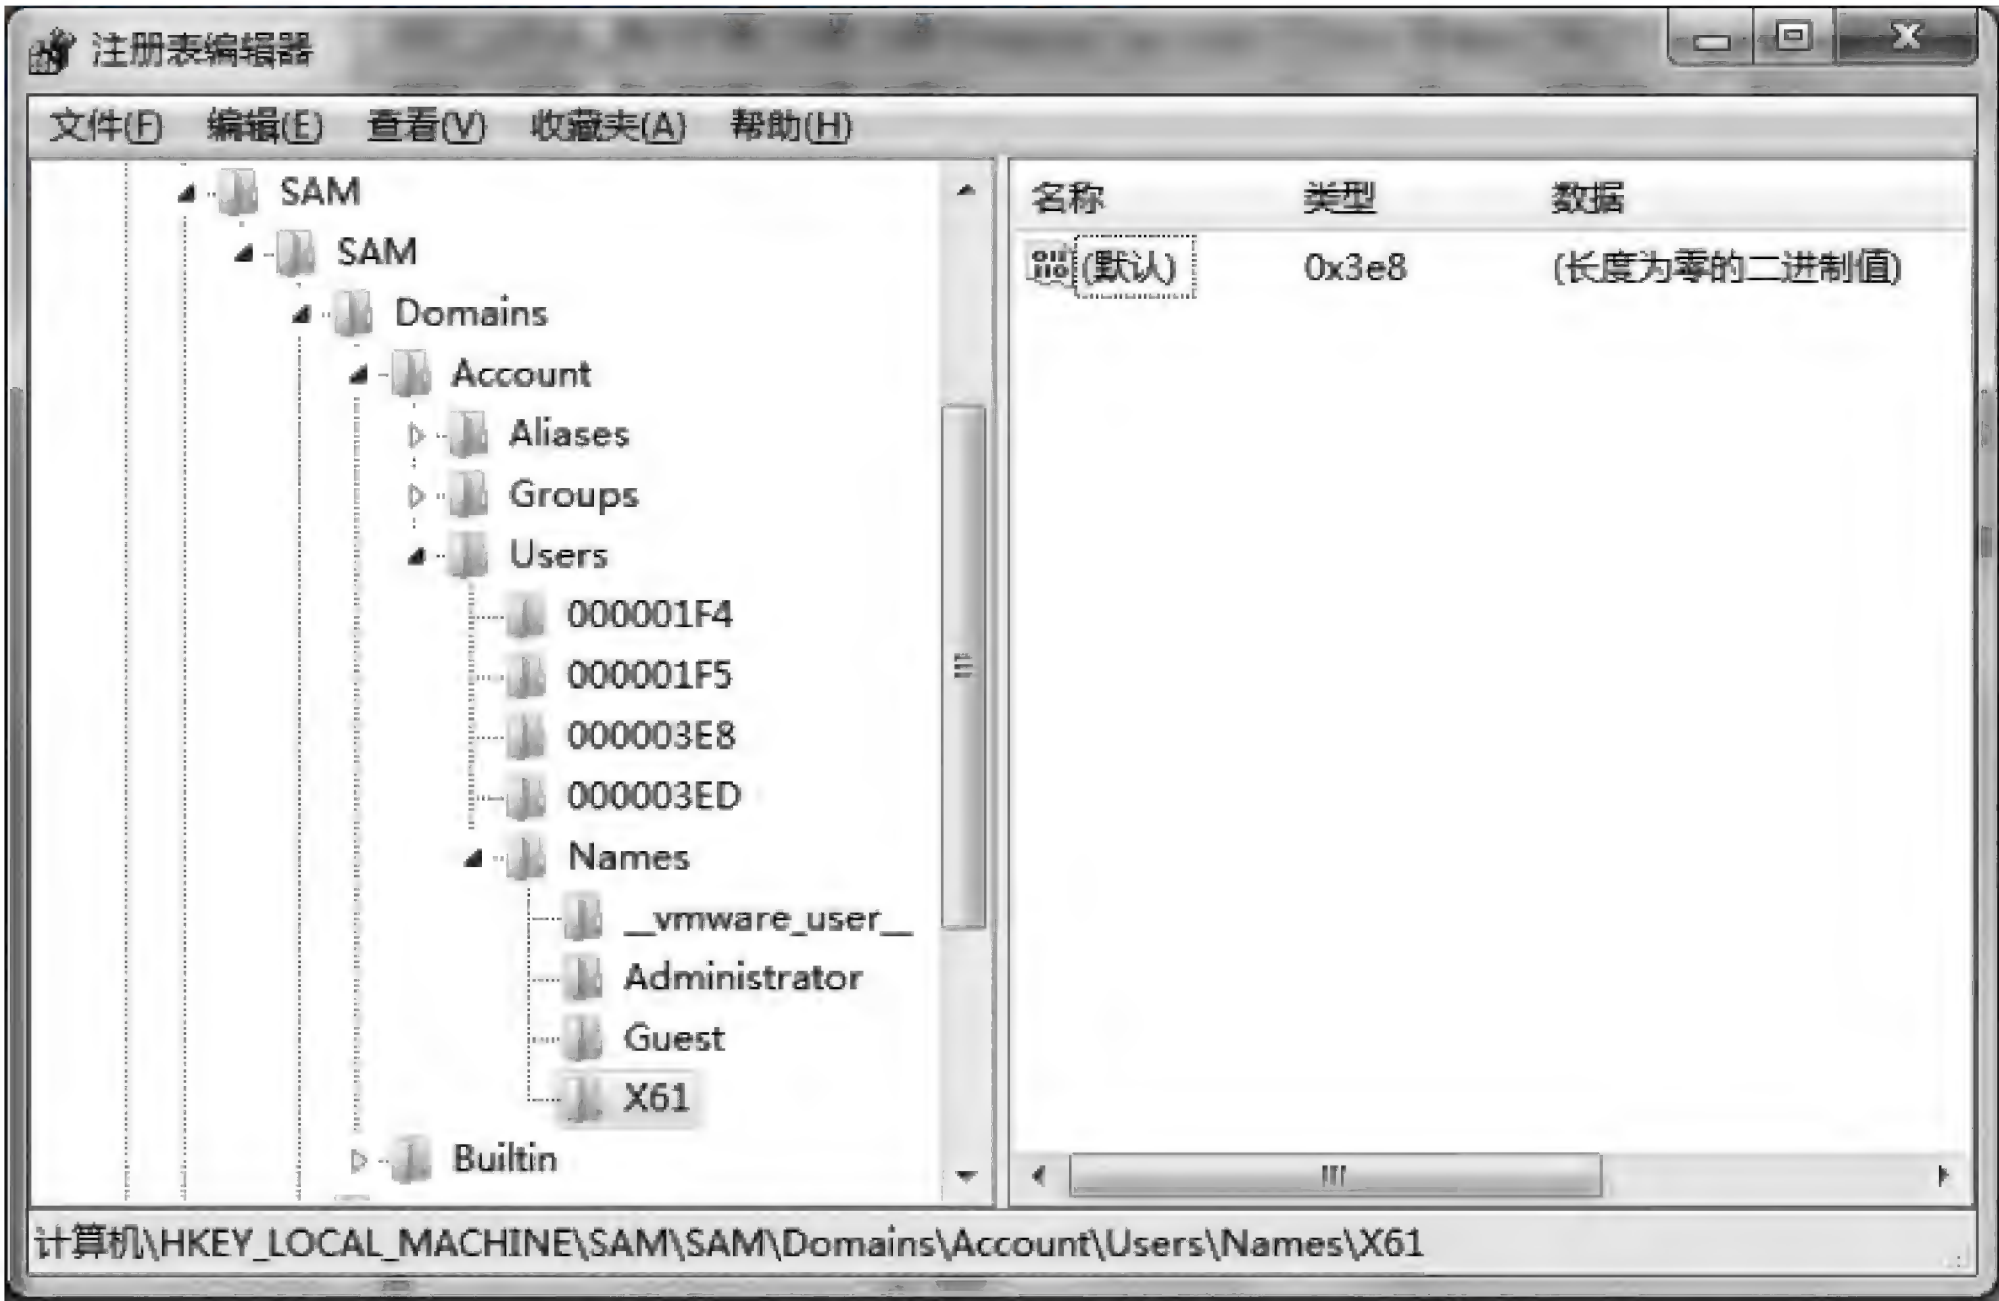 注册表编辑器
文件(F) 编辑(E) 查看(V) 收藏夹(A) 帮助(H)
SAM
SAM
Domains
Account
Aliases
Groups
Users
000001F4
000001F5
000003E8
000003ED
Names
__vmware_user__
Administrator
Guest
X61
Builtin
名称 类型 数据
(默认) 0x3e8 (长度为零的二进制值)
计算机\HKEY_LOCAL_MACHINE\SAM\SAM\Domains\Account\Users\Names\X61